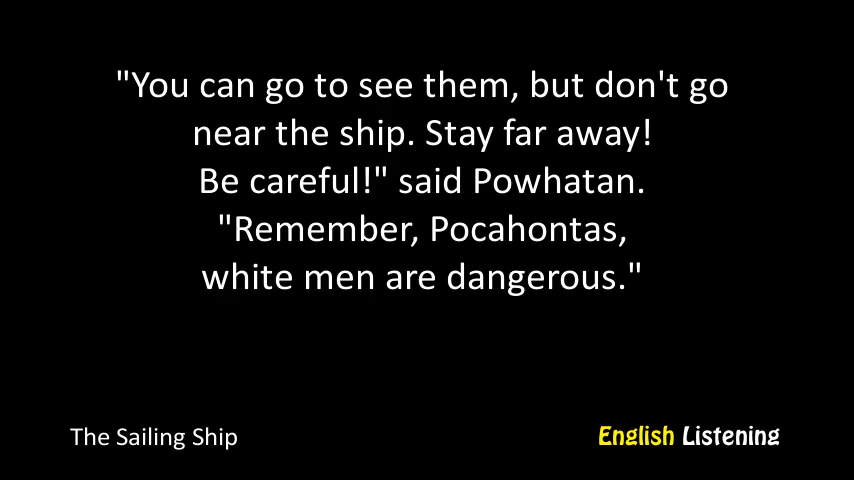 "You can go to see them, but don't go
near the ship. Stay far away!
Be careful!" said Powhatan.
"Remember, Pocahontas,
white men are dangerous."
The Sailing Ship
English Listening